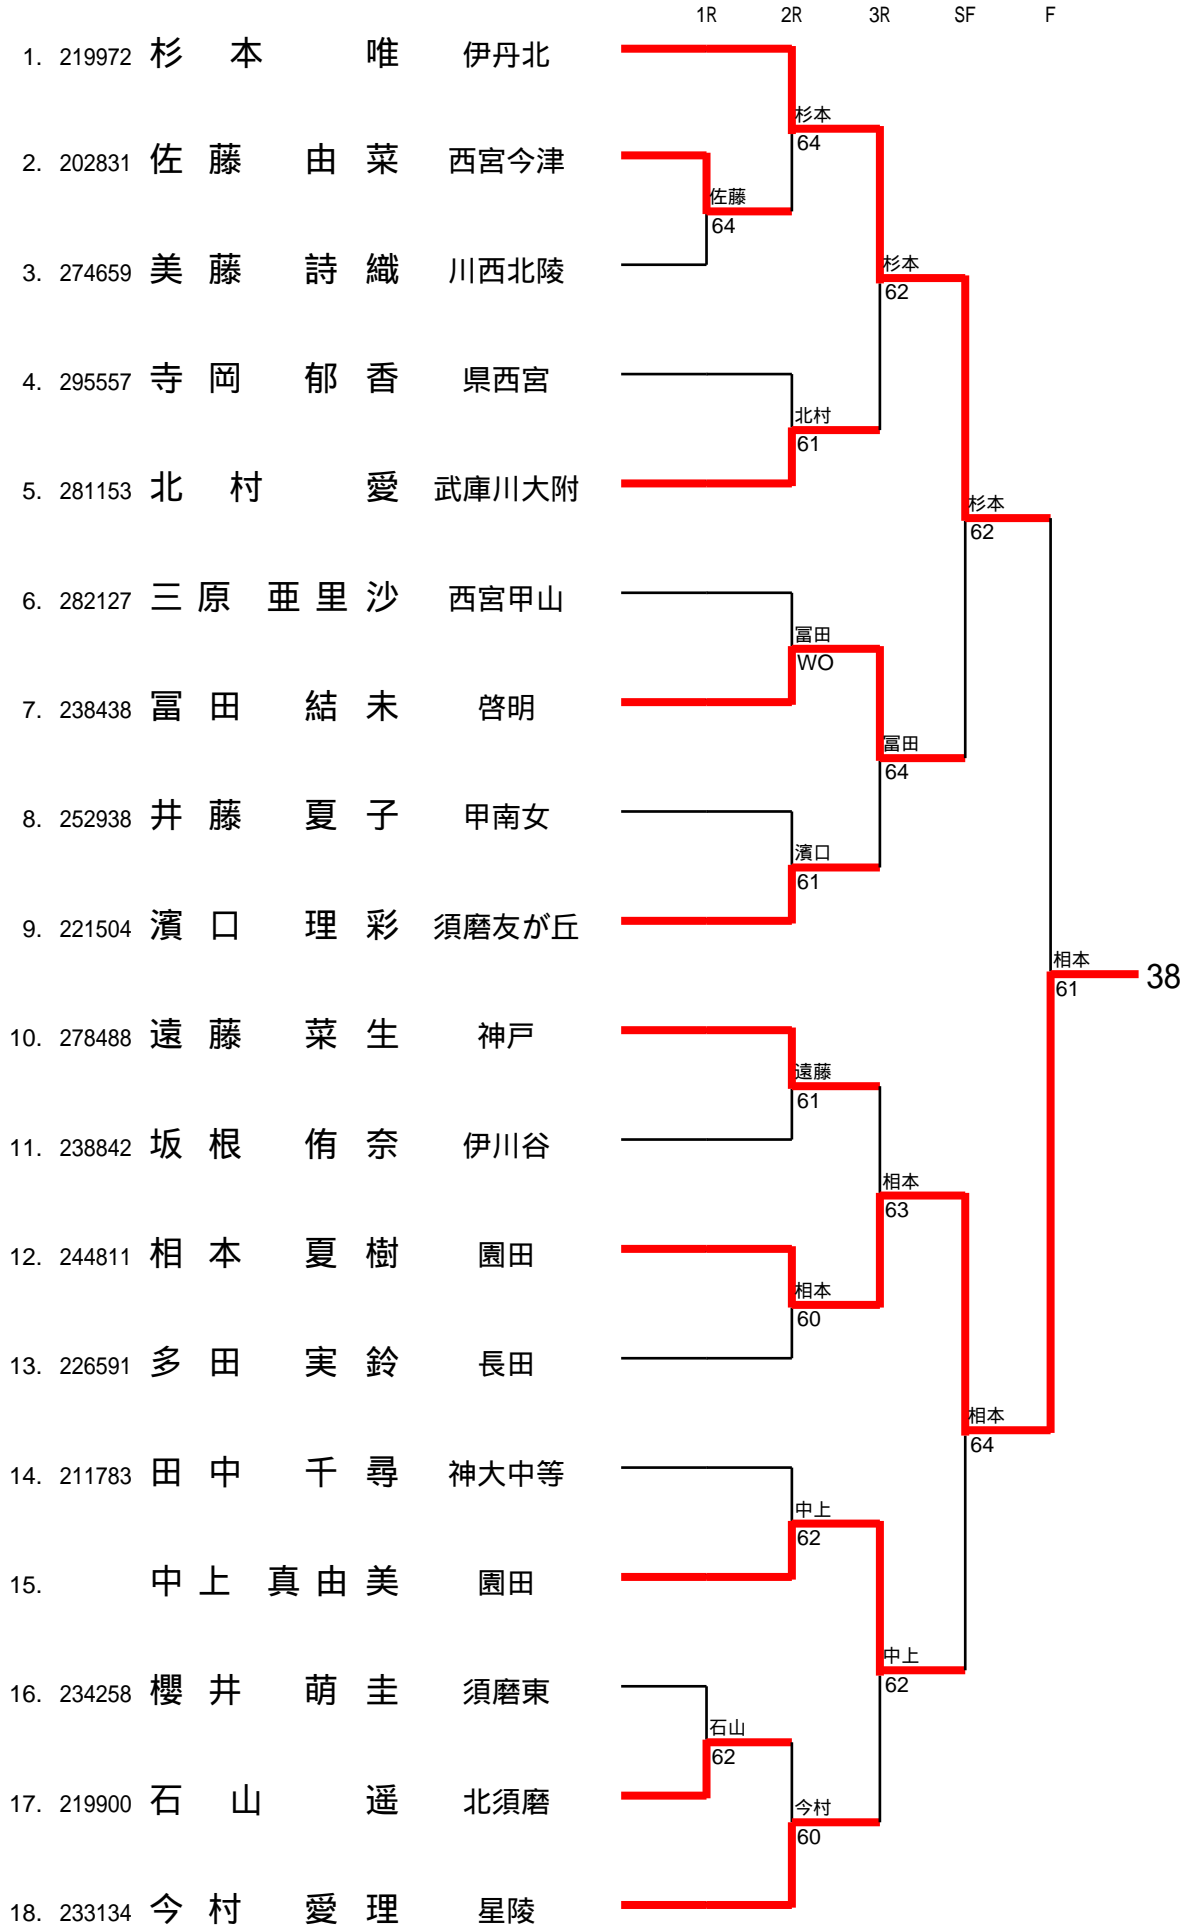 1R 2R 3R SF F
1. 219972 杉本 唯 伊丹北
杉本
64
2. 202831 佐藤 由菜 西宮今津
佐藤
64
3. 274659 美藤 詩織 川西北陵
杉本
62
4. 295557 寺岡 郁香 県西宮
北村
61
5. 281153 北村 愛 武庫川大附
杉本
62
6. 282127 三原 亜里沙 西宮甲山
冨田
WO
7. 238438 冨田 結未 啓明
冨田
64
8. 252938 井藤 夏子 甲南女
濱口
61
9. 221504 濱口 理彩 須磨友が丘
相本
61
38
10. 278488 遠藤 菜生 神戸
遠藤
61
11. 238842 坂根 侑奈 伊川谷
相本
63
12. 244811 相本 夏樹 園田
相本
60
13. 226591 多田 実鈴 長田
相本
64
14. 211783 田中 千尋 神大中等
中上
62
15. 中上 真由美 園田
中上
62
16. 234258 櫻井 萌圭 須磨東
石山
62
17. 219900 石山 遥 北須磨
今村
60
18. 233134 今村 愛理 星陵